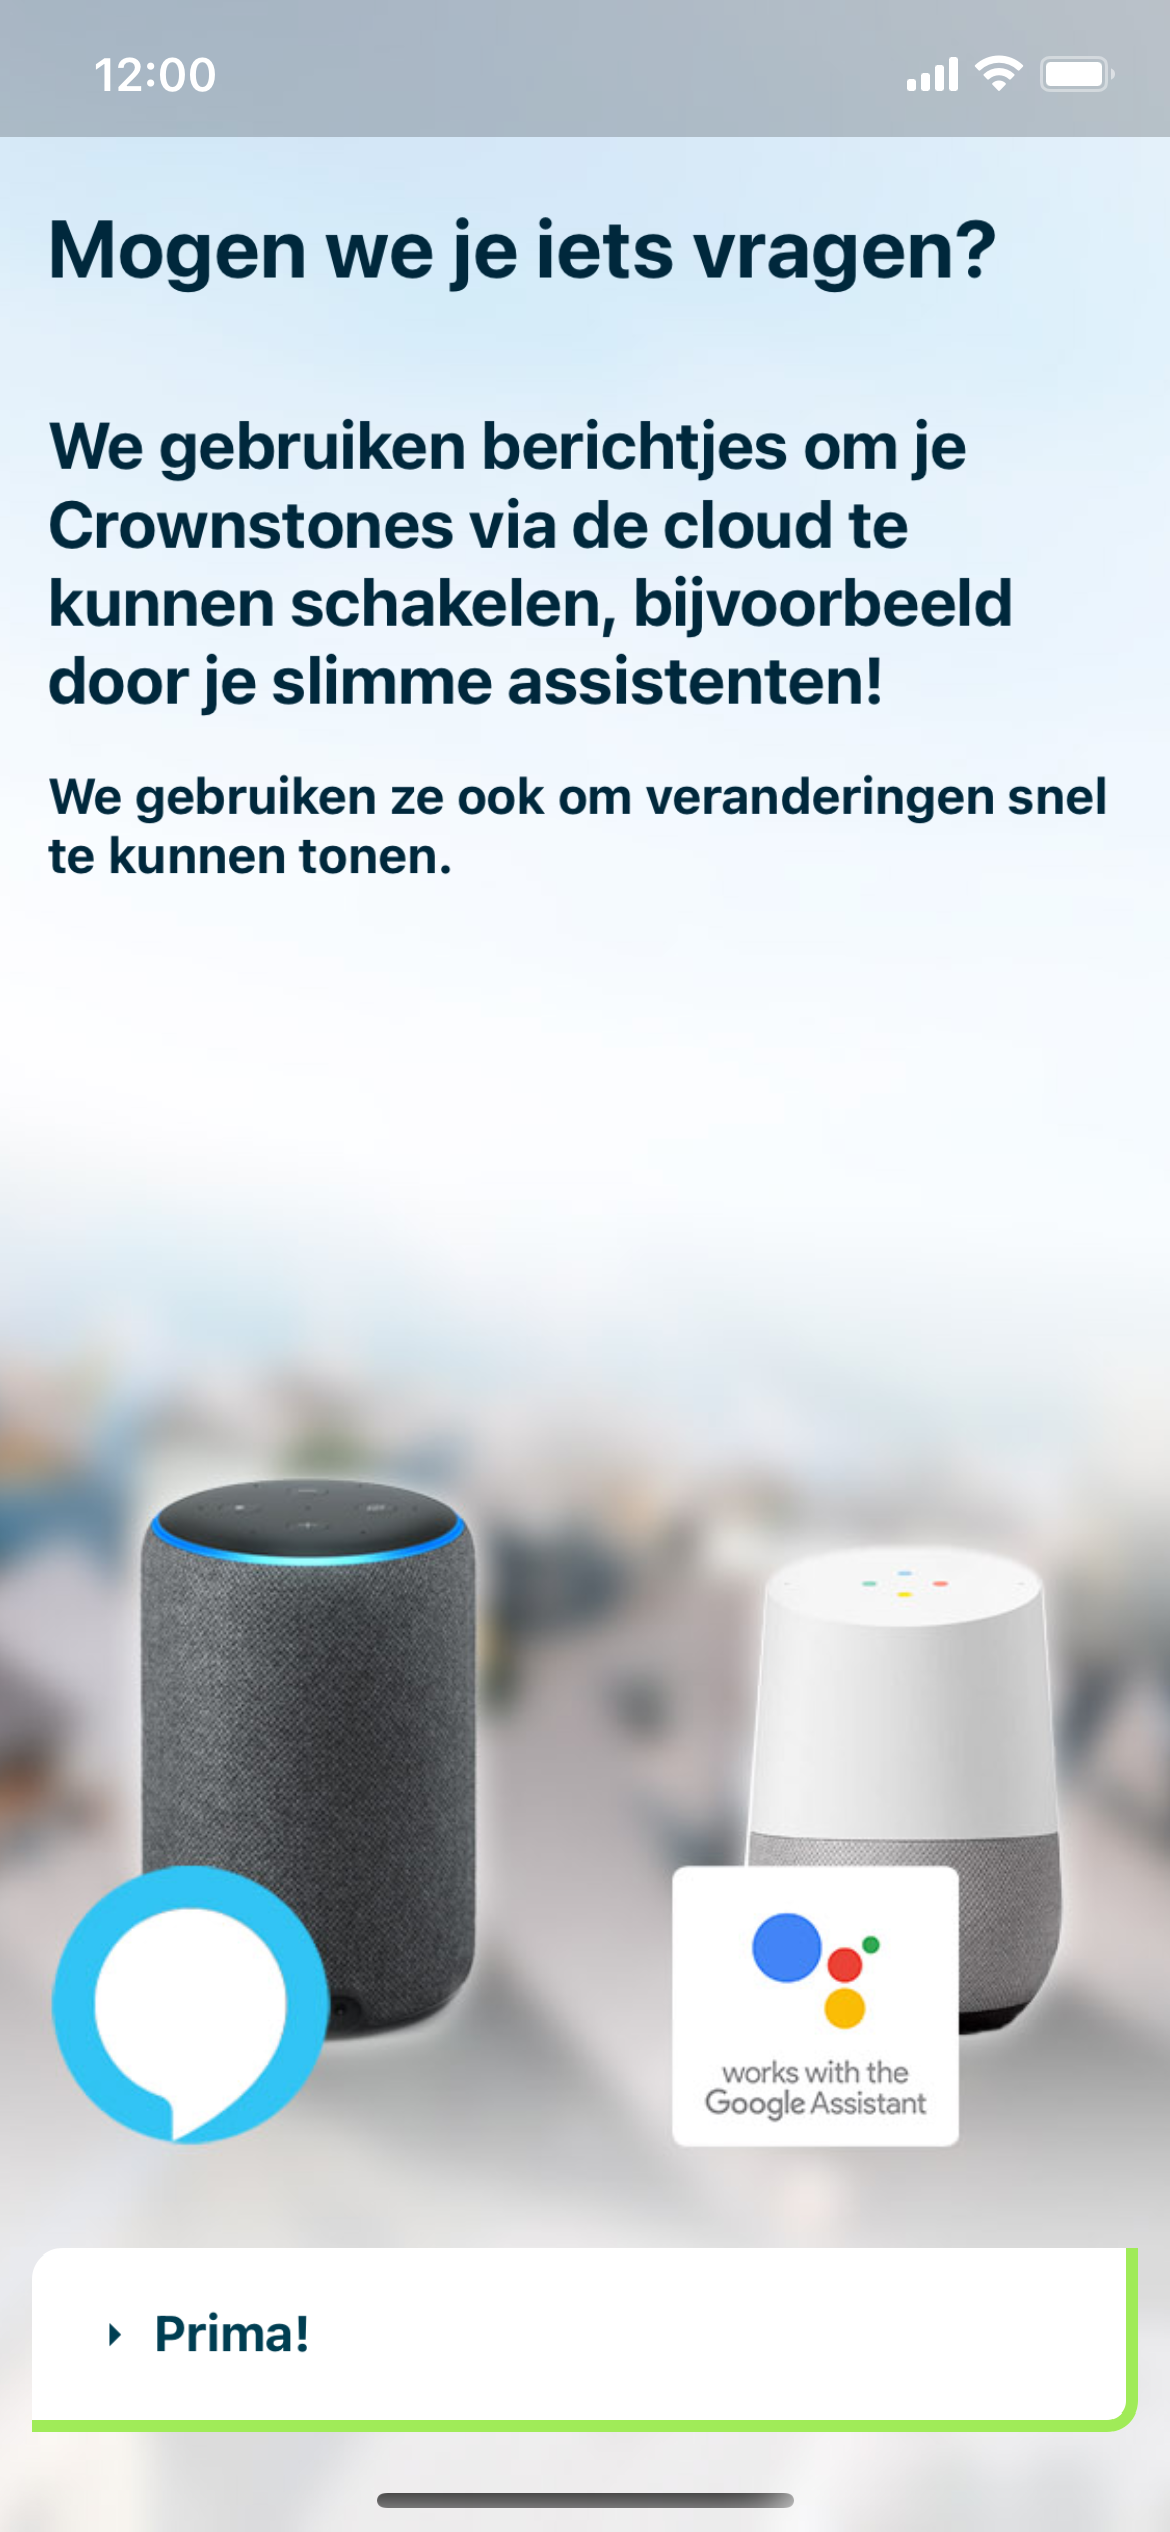 12:00
Mogen we je iets vragen?
We gebruiken berichtjes om je
Crownstones via de cloud te
kunnen schakelen, bijvoorbeeld
door je slimme assistenten!
We gebruiken ze ook om veranderingen snel
te kunnen tonen.
works with the
Google Assistant
Prima!